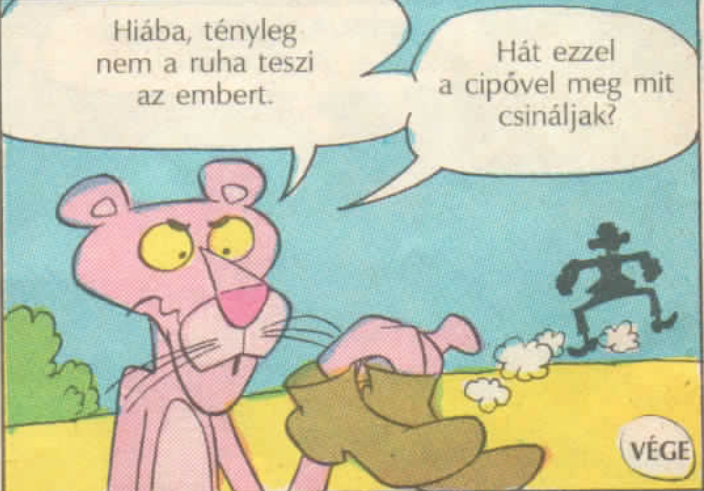 Hiába, tényleg
nem a ruha teszi
az embert.
Hát ezzel
a cipővel meg mit
csináljak?
VÉGE